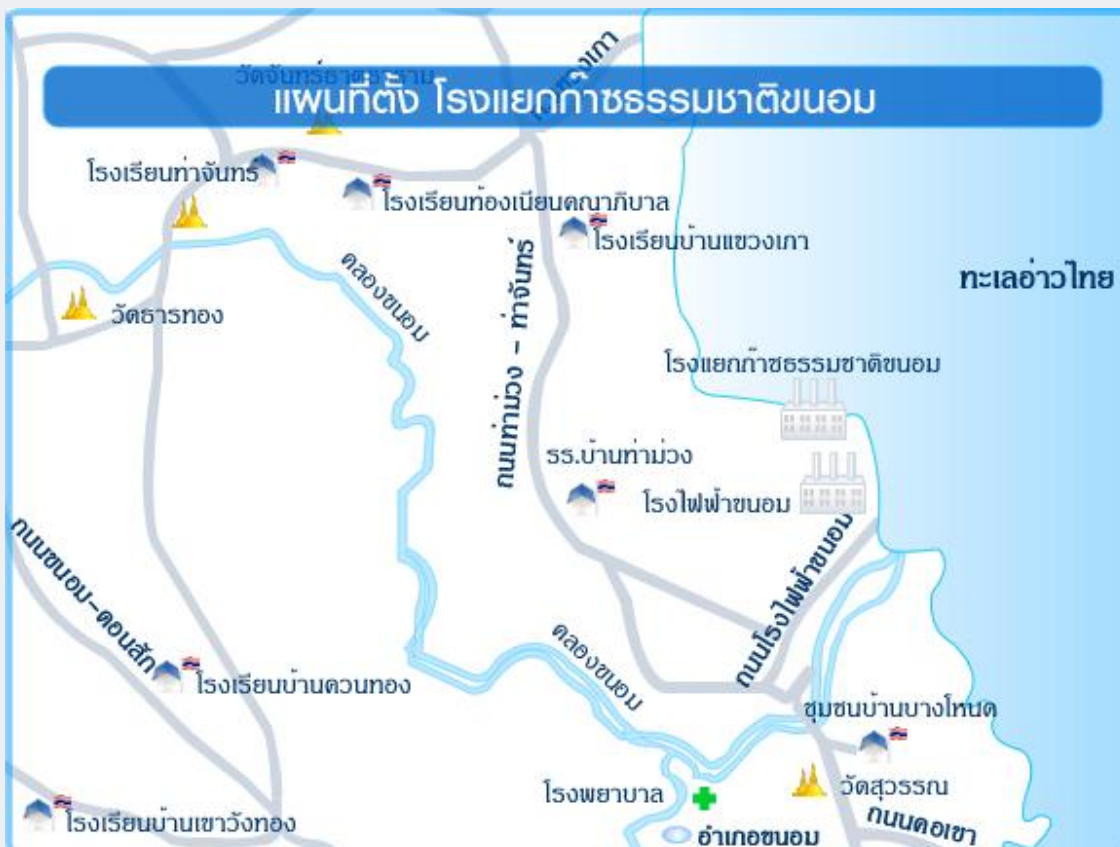 วัดจันทร์ธาตุธาราม
แผนที่ตั้ง โรงแยกก๊าซธรรมชาติขนอม
โรงเรียนท่าจันทร์
โรงเรียนท้องเนียนคณาภิบาล
โรงเรียนบ้านแขวงเภา
ทะเลอ่าวไทย
คลองขนอม
วัดธารทอง
ถนนท่าม่วง - ท่าจันทร์
โรงแยกก๊าซธรรมชาติขนอม
รร.บ้านท่าม่วง
โรงไฟฟ้าขนอม
ถนนขนอม-ดอนสัก
ถนนโรงไฟฟ้าขนอม
คลองขนอม
โรงเรียนบ้านควนทอง
ชุมชนบ้านบางโหนด
โรงพยาบาล
วัดสุวรรณ
โรงเรียนบ้านเขาวังทอง
ถนนคอเขา
อำเภอขนอม